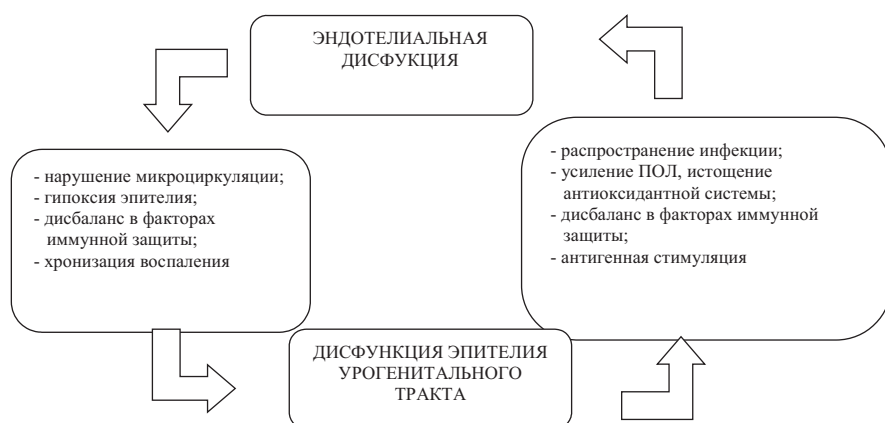 ЭНДОТЕЛИАЛЬНАЯ
ДИСФУКЦИЯ
- нарушение микроциркуляции;
- гипоксия эпителия;
- дисбаланс в факторах
иммунной защиты;
- хронизация воспаления
- распространение инфекции;
- усиление ПОЛ, истощение
антиоксидантной системы;
- дисбаланс в факторах иммунной
защиты;
- антигенная стимуляция
ДИСФУНКЦИЯ ЭПИТЕЛИЯ
УРОГЕНИТАЛЬНОГО
ТРАКТА